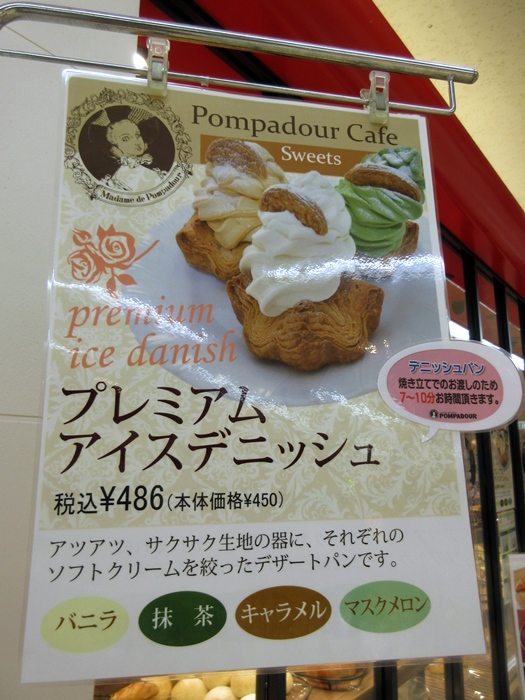 Pompadour Cafe
Sweets
Madame de Pompadour
premium
ice danish
プレミアム
アイスデニッシュ
税込¥486(本体価格¥450)
デニッシュパン
焼き立てでのお渡しのため
7〜10分お時間頂きます。
POMPADOUR
アツアツ、サクサク生地の器に、それぞれの
ソフトクリームを絞ったデザートパンです。
バニラ
抹茶
キャラメル
マスクメロン